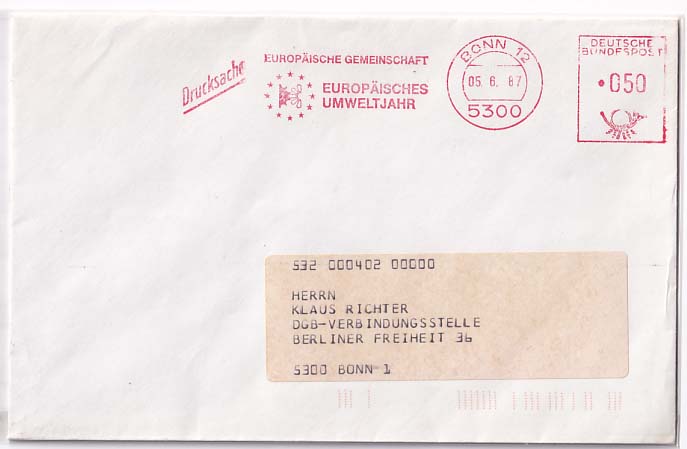 Drucksache
EUROPÄISCHE GEMEINSCHAFT
EUROPÄISCHES
UMWELTJAHR
BONN 12
05. 6. 87
5300
DEUTSCHE
BUNDESPOST
050
532 000402 00000
HERRN
KLAUS RICHTER
DGB-VERBINDUNGSSTELLE
BERLINER FREIHEIT 36
5300 BONN 1